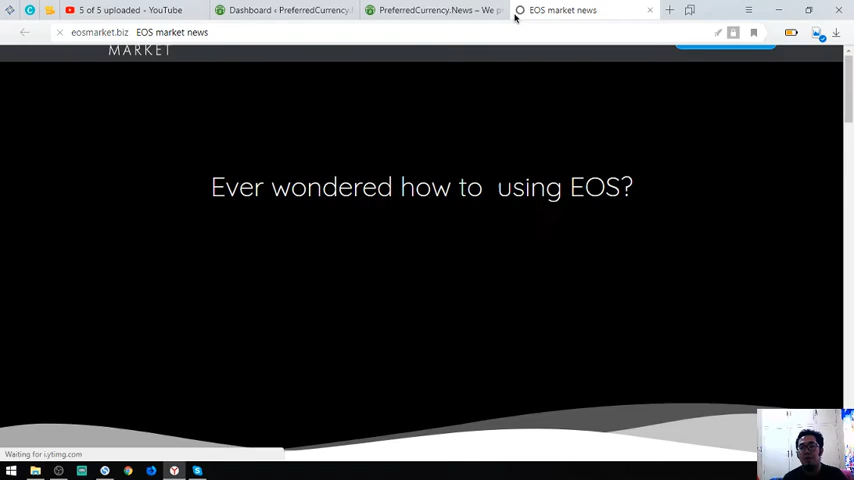 5 of 5 uploaded - YouTube
Dashboard ‹ PreferredCurrency.
PreferredCurrency.News – We p
EOS market news
eosmarket.biz EOS market news
MARKET
Ever wondered how to using EOS?
Waiting for i.ytimg.com